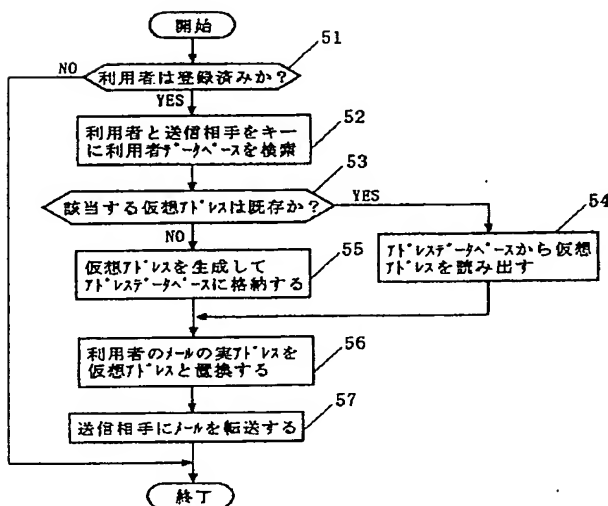 開始
51
NO
利用者は登録済みか?
YES
52
利用者と送信相手をキー
に利用者データベースを検索
53
該当する仮想アドレスは既存か?
YES
54
NO
アドレスデータベースから仮想
アドレスを読み出す
55
仮想アドレスを生成して
アドレスデータベースに格納する
56
利用者のメールの実アドレスを
仮想アドレスと置換する
57
送信相手にメールを転送する
終了